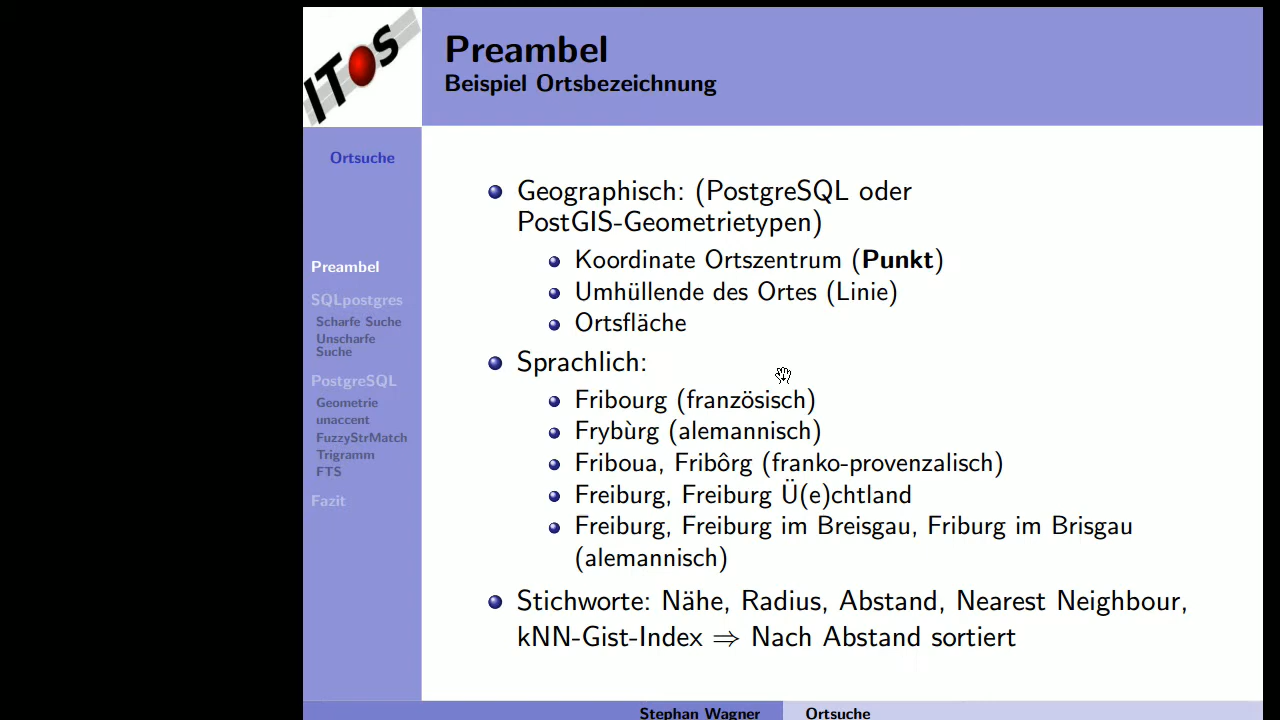 ITOS
Preambel
Beispiel Ortsbezeichnung
Ortsuche
Preambel
SQLpostgres
Scharfe Suche
Unscharfe
Suche
PostgreSQL
Geometrie
unaccent
FuzzyStrMatch
Trigramm
FTS
Fazit
Geographisch: (PostgreSQL oder
PostGIS-Geometrietypen)
Koordinate Ortszentrum (Punkt)
Umhüllende des Ortes (Linie)
Ortsfläche
Sprachlich:
Fribourg (französisch)
Frybùrg (alemannisch)
Friboua, Fribôrg (franko-provenzalisch)
Freiburg, Freiburg Ü(e)chtland
Freiburg, Freiburg im Breisgau, Friburg im Brisgau
(alemannisch)
Stichworte: Nähe, Radius, Abstand, Nearest Neighbour,
kNN-Gist-Index ⇒ Nach Abstand sortiert
Stephan Wagner
Ortsuche